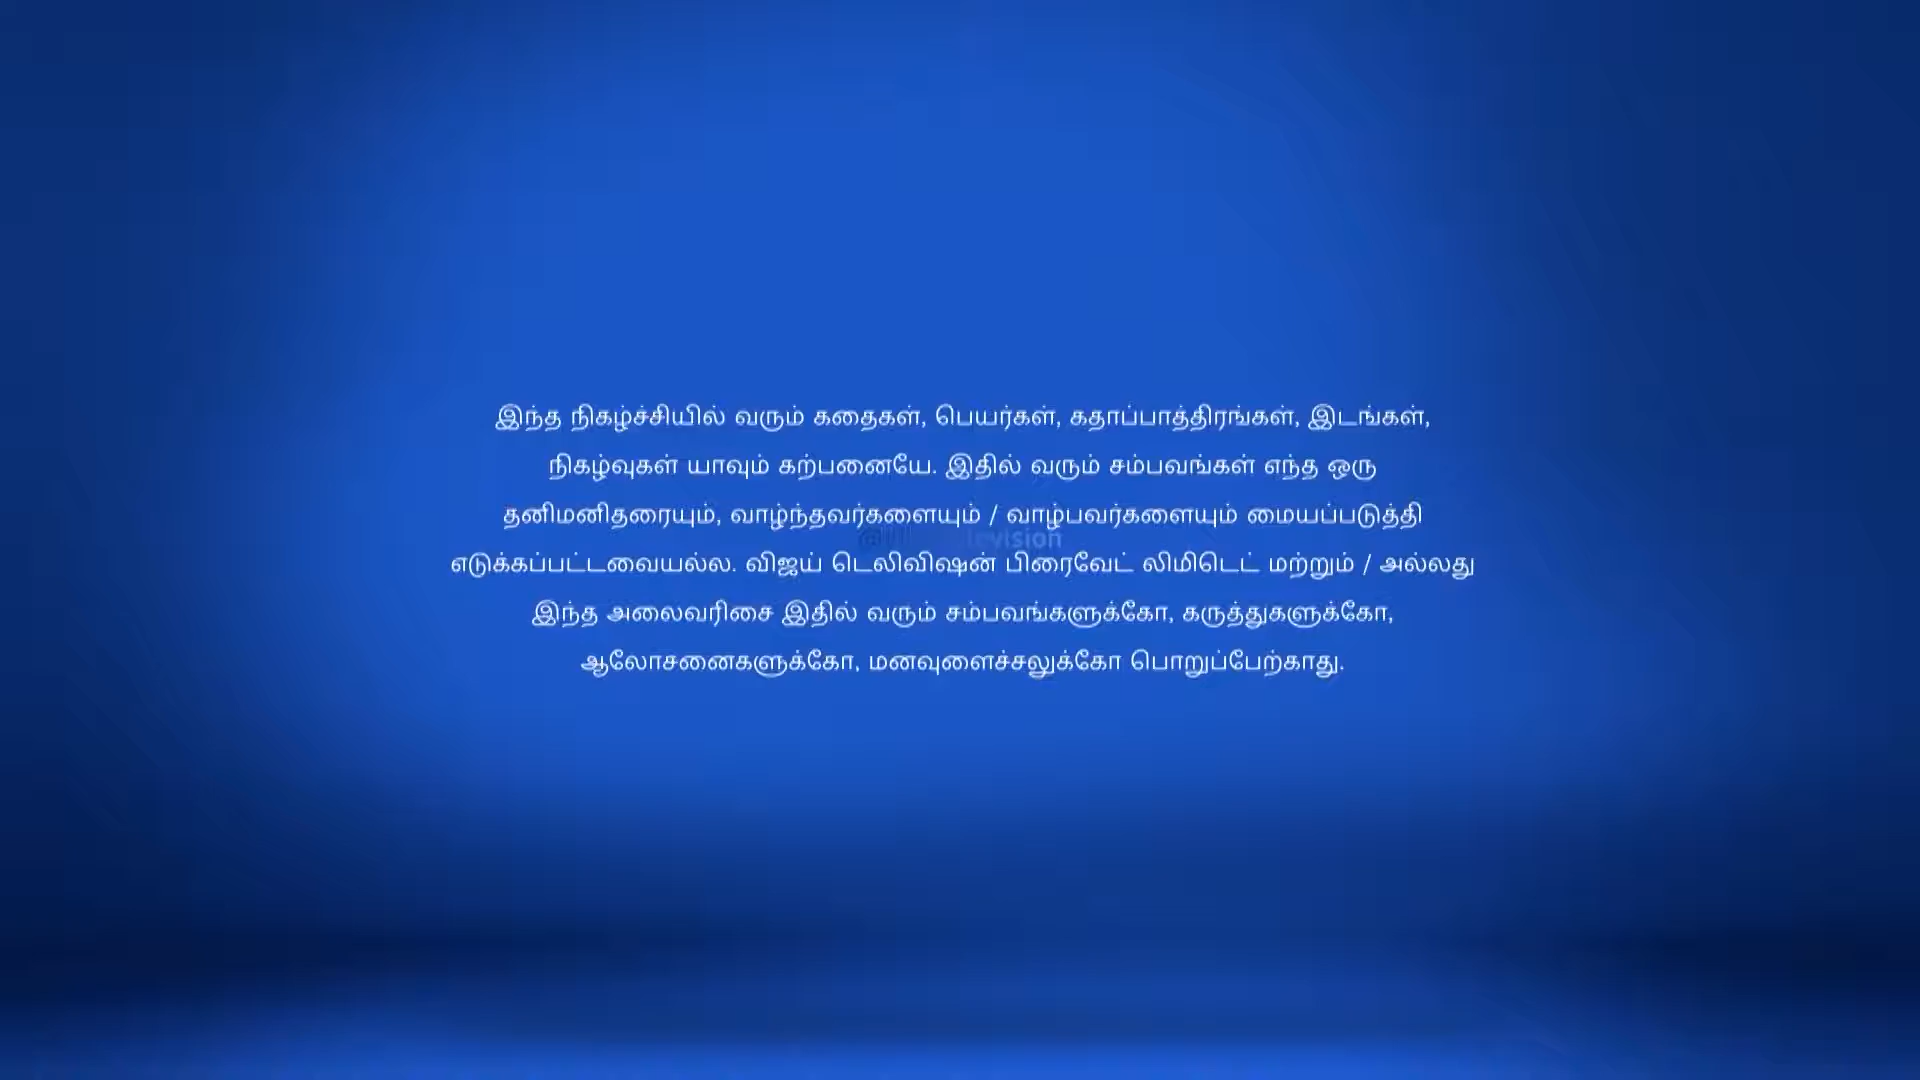 இந்த நிகழ்ச்சியில் வரும் கதைகள், பெயர்கள், கதாப்பாத்திரங்கள், இடங்கள்,
நிகழ்வுகள் யாவும் கற்பனையே. இதில் வரும் சம்பவங்கள் எந்த ஒரு
தனிமனிதரையும், வாழ்ந்தவர்களையும் / வாழ்பவர்களையும் மையப்படுத்தி
எடுக்கப்பட்டவையல்ல. விஜய் டெலிவிஷன் பிரைவேட் லிமிடெட் மற்றும் / அல்லது
இந்த அலைவரிசை இதில் வரும் சம்பவங்களுக்கோ, கருத்துகளுக்கோ,
ஆலோசனைகளுக்கோ, மனவுளைச்சலுக்கோ பொறுப்பேற்காது.